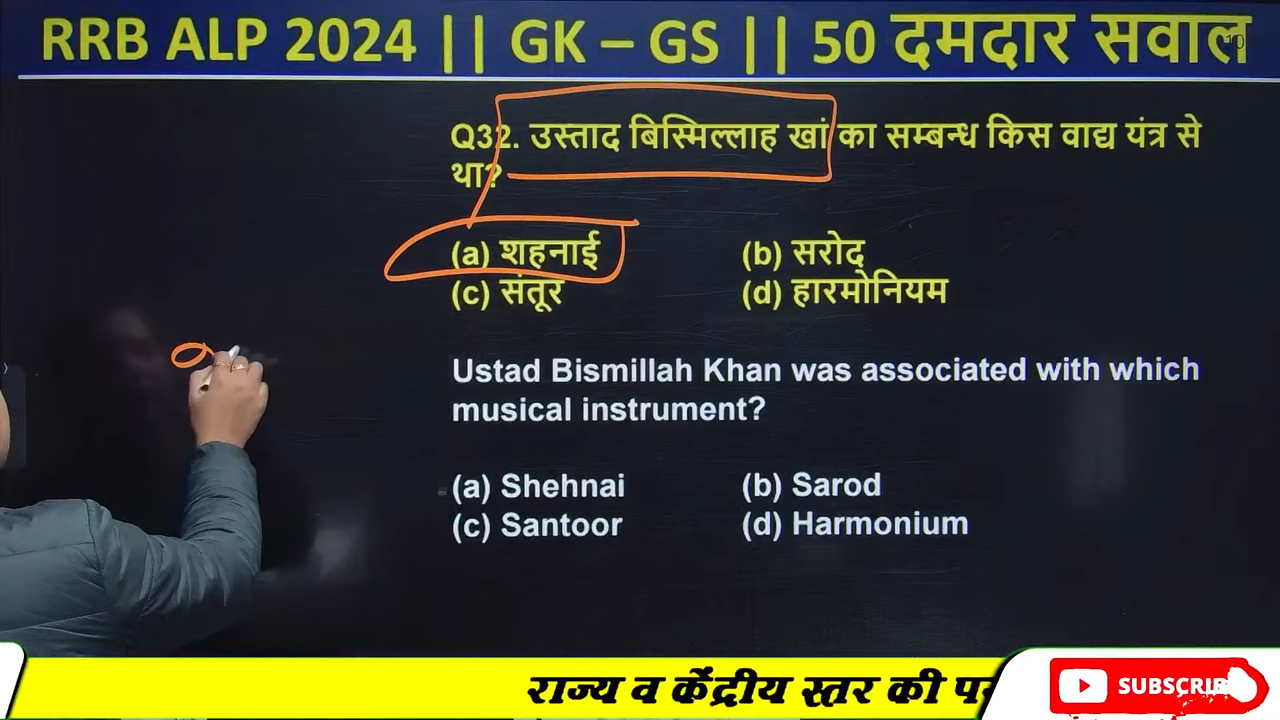 RRB ALP 2024 || GK – GS || 50 दमदार सवाल
Q32. उस्ताद बिस्मिल्लाह खां का सम्बन्ध किस वाद्य यंत्र से
था?
(a) शहनाई (b) सरोद
(c) संतूर (d) हारमोनियम
Ustad Bismillah Khan was associated with which
musical instrument?
(a) Shehnai (b) Sarod
(c) Santoor (d) Harmonium
राज्य व केंद्रीय स्तर की
SUBSCRIB